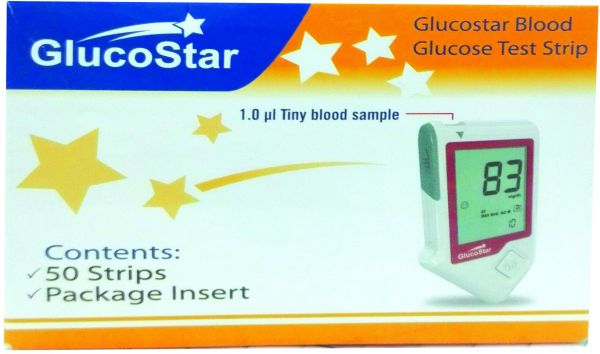 GlucoStar
Glucostar Blood
Glucose Test Strip
1.0 µl Tiny blood sample
83
10
GlucoStar
Contents:
✓50 Strips
✓Package Insert